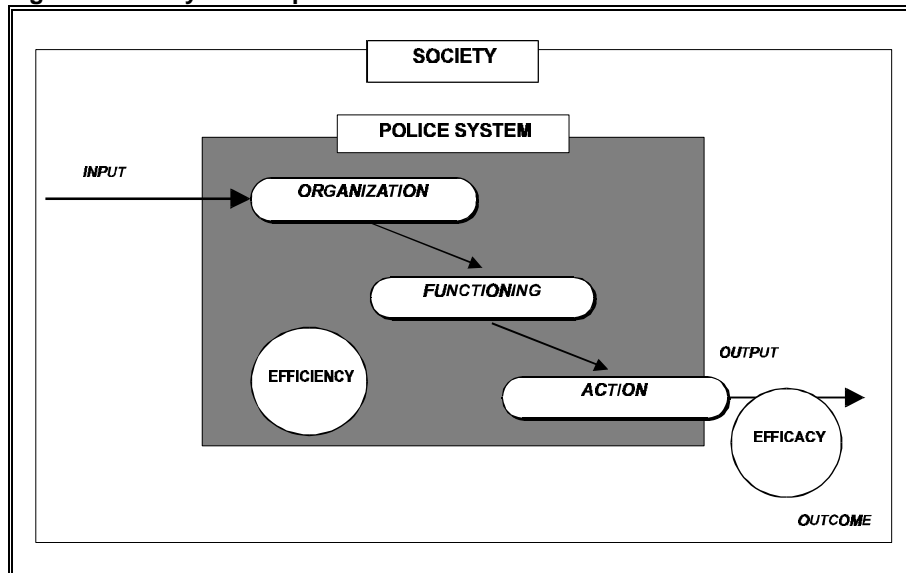 SOCIETY
POLICE SYSTEM
INPUT
ORGANIZATION
FUNCTIONING
EFFICIENCY
OUTPUT
ACTION
EFFICACY
OUTCOME